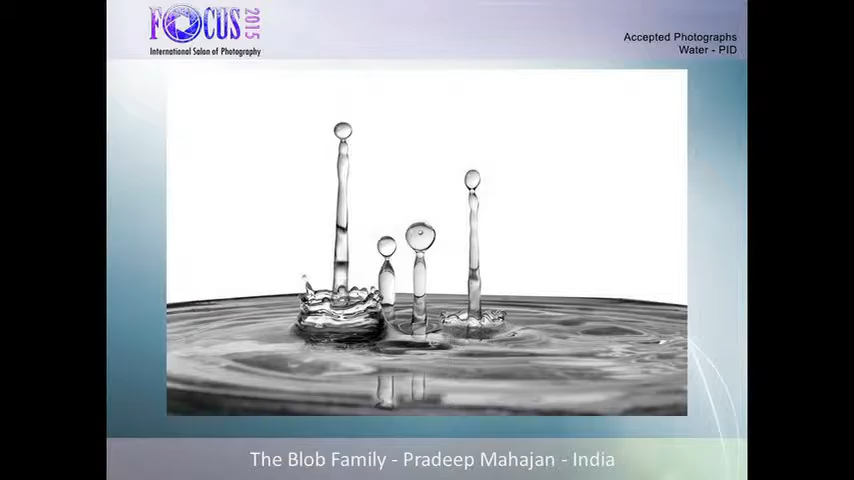 FOCUS 2015
International Salon of Photography
Accepted Photographs
Water - PID
The Blob Family - Pradeep Mahajan - India